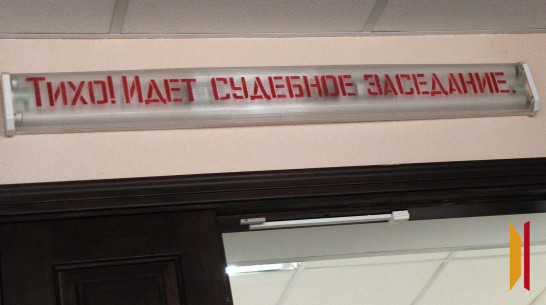 Тихо! Идет судебное заседание.